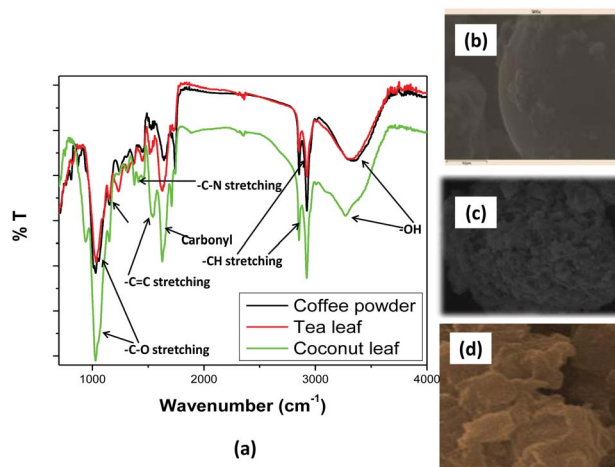 (a)
% T
-C-N stretching
Carbonyl
-OH
-CH stretching
-C=C stretching
-C-O stretching
Coffee powder
Tea leaf
Coconut leaf
1000 2000 3000 4000
Wavenumber (cm-1)
(b)
(c)
(d)